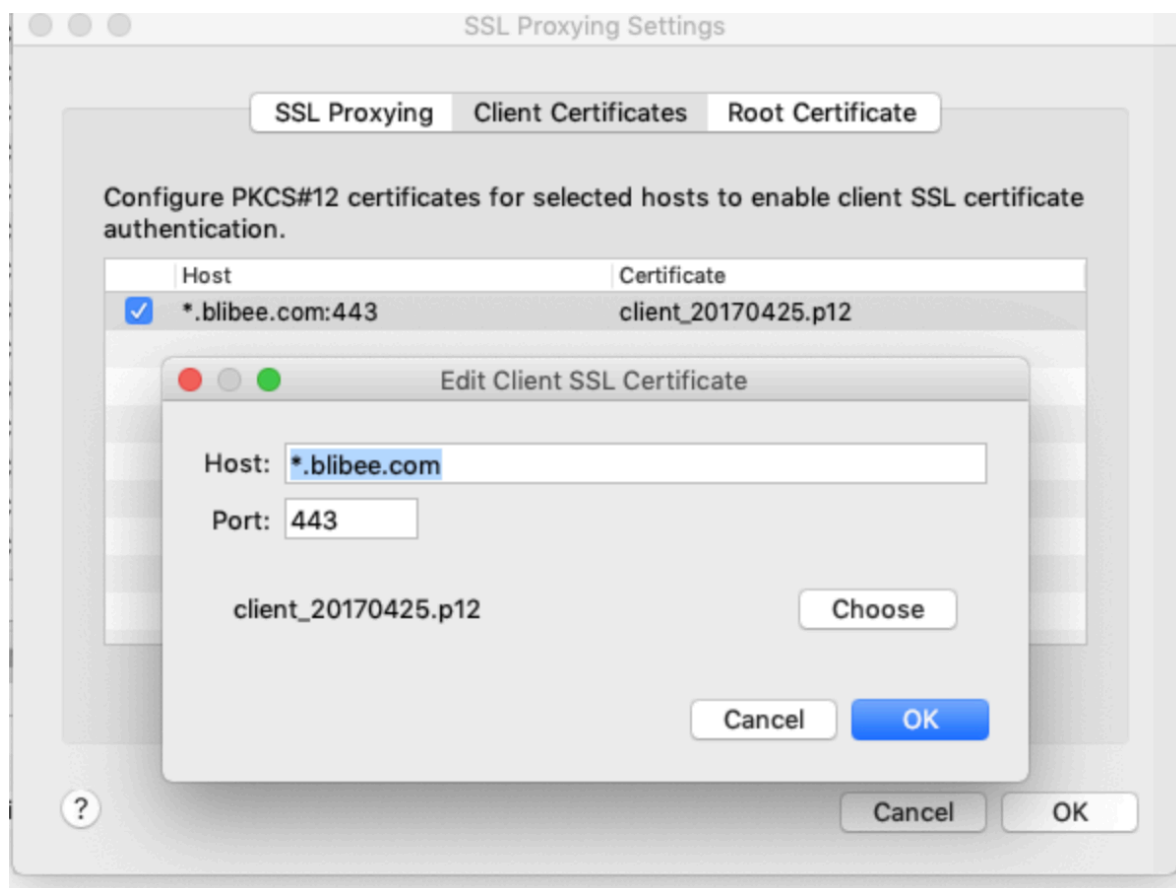 SSL Proxying Settings
SSL Proxying Client Certificates Root Certificate
Configure PKCS#12 certificates for selected hosts to enable client SSL certificate
authentication.
Host Certificate
*.blibee.com:443 client_20170425.p12
Edit Client SSL Certificate
Host: *.blibee.com
Port: 443
client_20170425.p12 Choose
Cancel OK
? Cancel OK